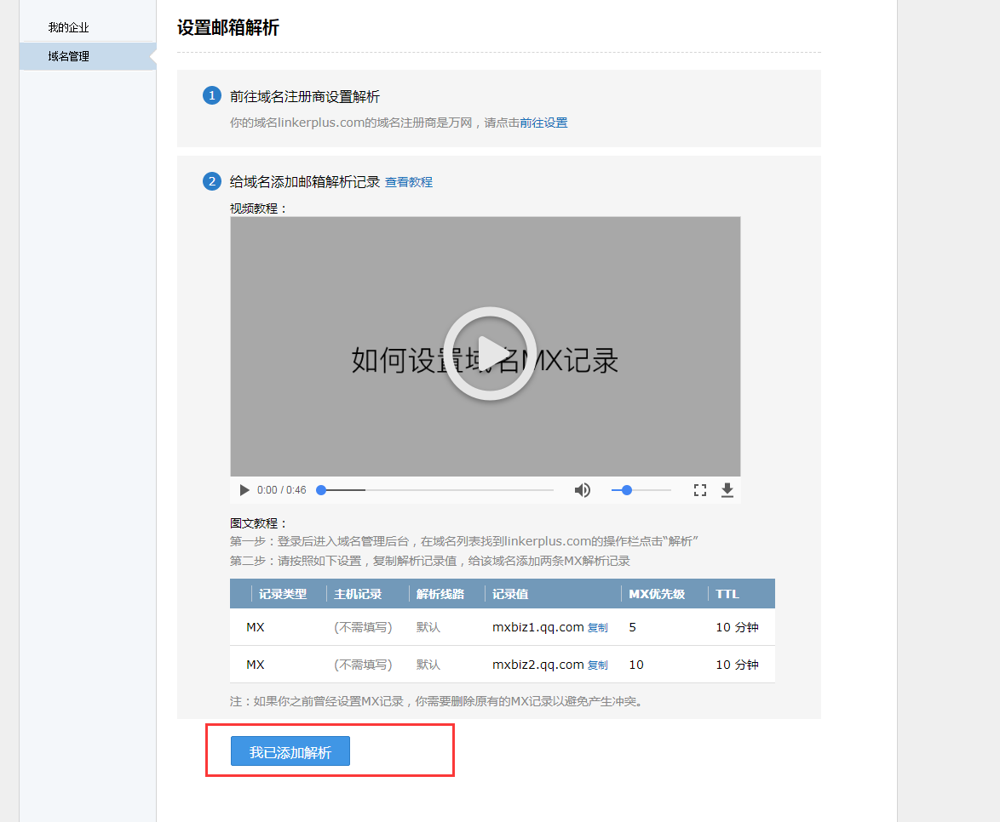 我的企业
域名管理
设置邮箱解析
1 前往域名注册商设置解析
你的域名linkerplus.com的域名注册商是万网，请点击前往设置
2 给域名添加邮箱解析记录 查看教程
视频教程：
如何设置域名MX记录
0:00 / 0:46
图文教程：
第一步：登录后进入域名管理后台，在域名列表找到linkerplus.com的操作栏点击“解析”
第二步：请按照如下设置，复制解析记录值，给该域名添加两条MX解析记录
记录类型 主机记录 解析线路 记录值 MX优先级 TTL
MX (不需填写) 默认 mxbiz1.qq.com 复制 5 10 分钟
MX (不需填写) 默认 mxbiz2.qq.com 复制 10 10 分钟
注：如果你之前曾经设置MX记录，你需要删除原有的MX记录以避免产生冲突。
我已添加解析